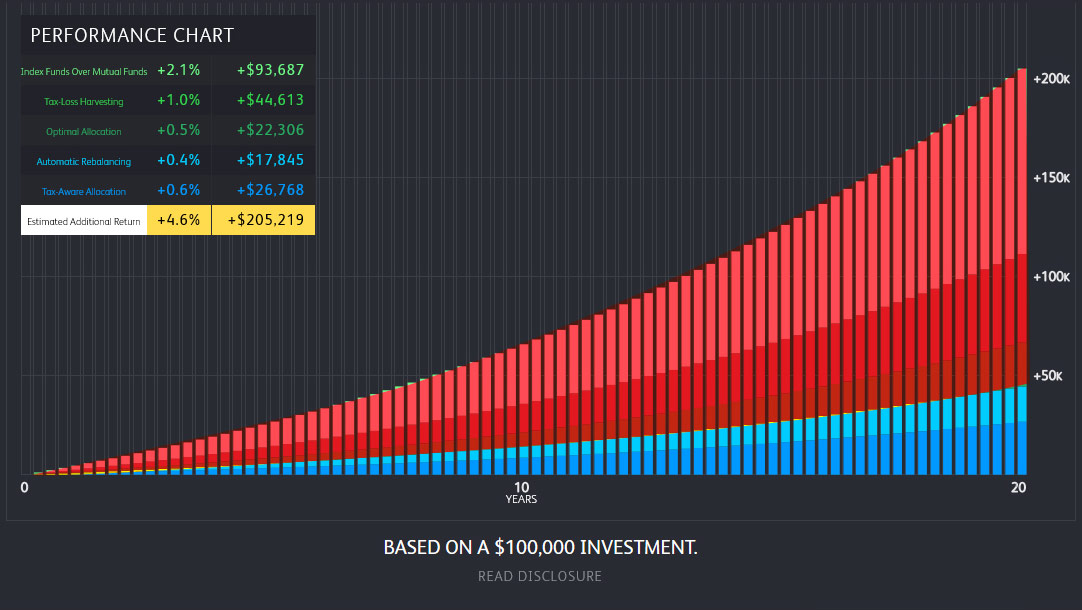 PERFORMANCE CHART
Index Funds Over Mutual Funds +2.1% +$93,687
Tax-Loss Harvesting +1.0% +$44,613
Optimal Allocation +0.5% +$22,306
Automatic Rebalancing +0.4% +$17,845
Tax-Aware Allocation +0.6% +$26,768
Estimated Additional Return +4.6% +$205,219
+200K
+150K
+100K
+50K
0 10 20
YEARS
BASED ON A $100,000 INVESTMENT.
READ DISCLOSURE